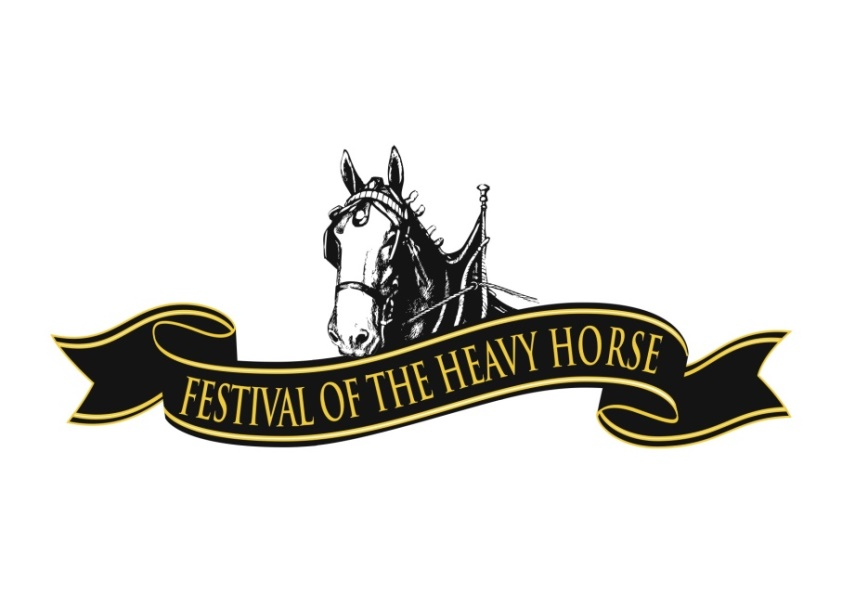 FESTIVAL OF THE HEAVY HORSE